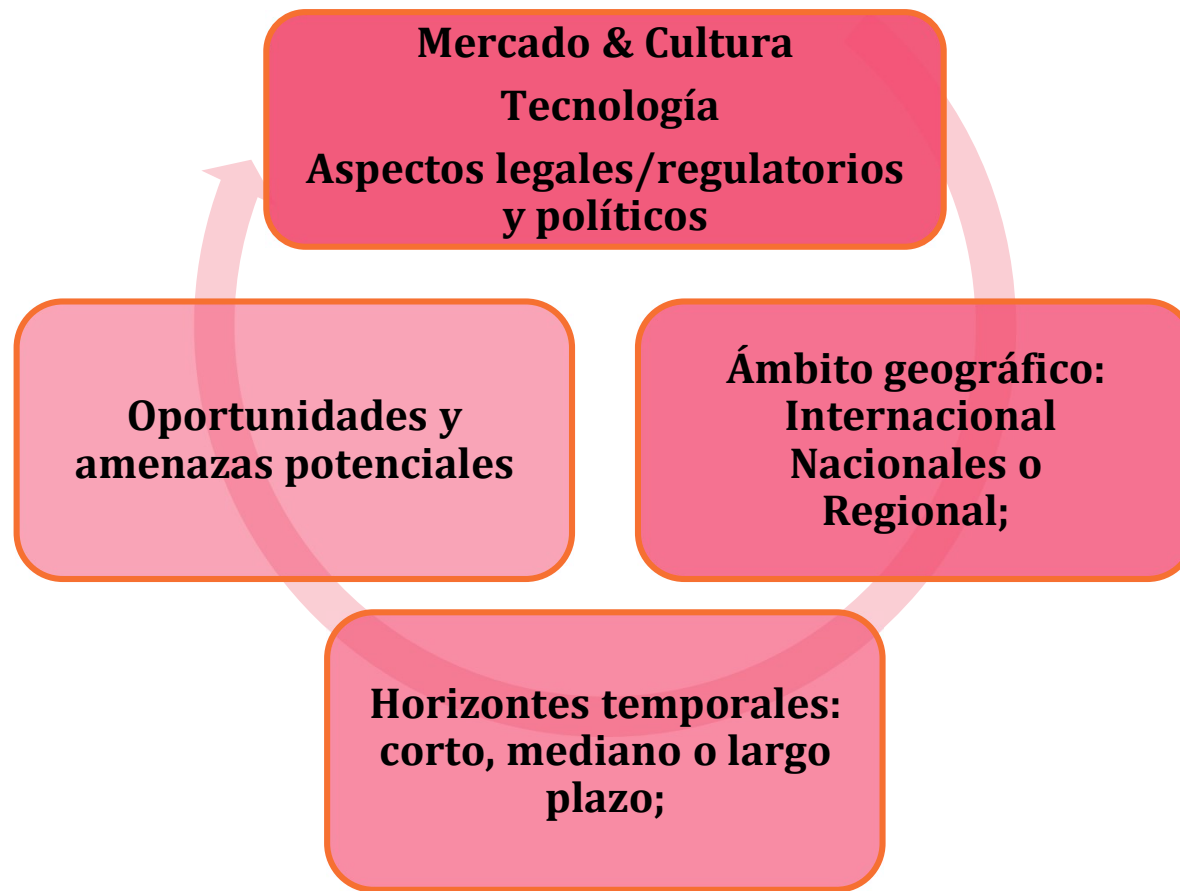 Mercado & Cultura
Tecnología
Aspectos legales/regulatorios
y políticos
Ámbito geográfico:
Internacional
Nacionales o
Regional;
Horizontes temporales:
corto, mediano o largo
plazo;
Oportunidades y
amenazas potenciales